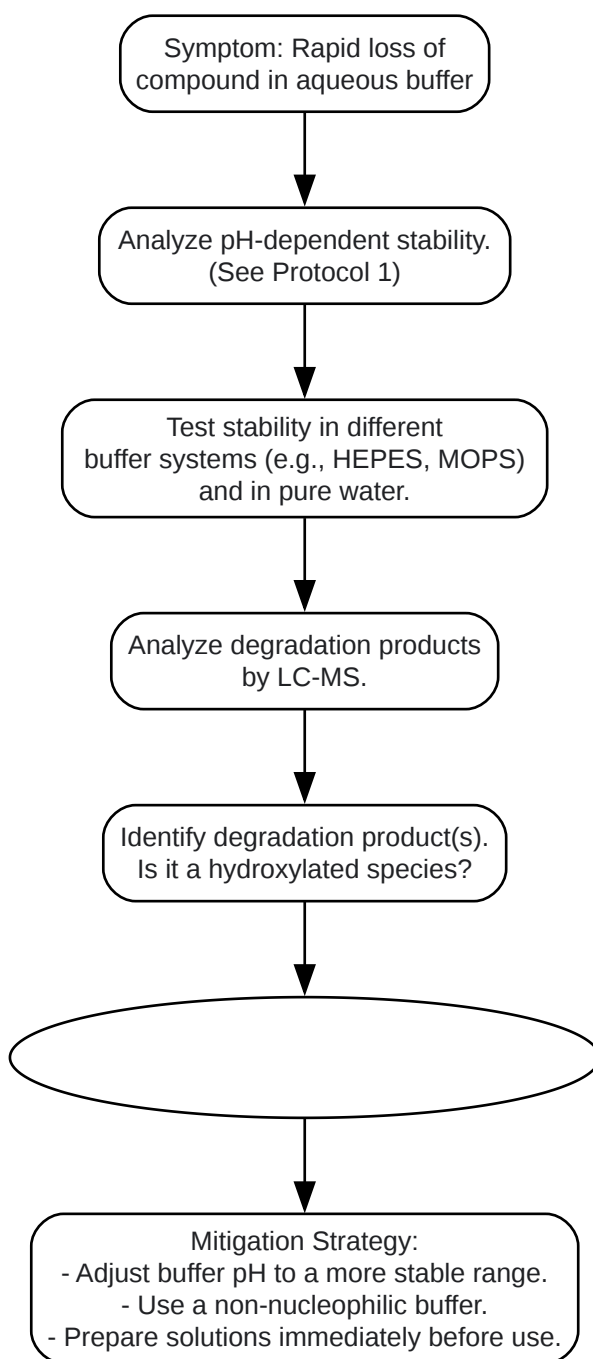 Symptom: Rapid loss of
compound in aqueous buffer
Analyze pH-dependent stability.
(See Protocol 1)
Test stability in different
buffer systems (e.g., HEPES, MOPS)
and in pure water.
Analyze degradation products
by LC-MS.
Identify degradation product(s).
Is it a hydroxylated species?
Mitigation Strategy:
- Adjust buffer pH to a more stable range.
- Use a non-nucleophilic buffer.
- Prepare solutions immediately before use.